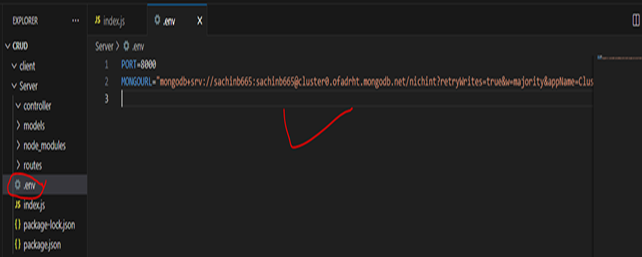 EXPLORER
CRUD
client
Server
controller
models
node_modules
routes
.env
JS index.js
{} package-lock.json
{} package.json
JS index.js
.env X
Server > .env
1 PORT=8000
2 MONGOURL="mongodb+srv://sachinb665:sachinb665@cluster0.ofadrht.mongodb.net/nichint?retryWrites=true&w=majority&appName=Clus
3